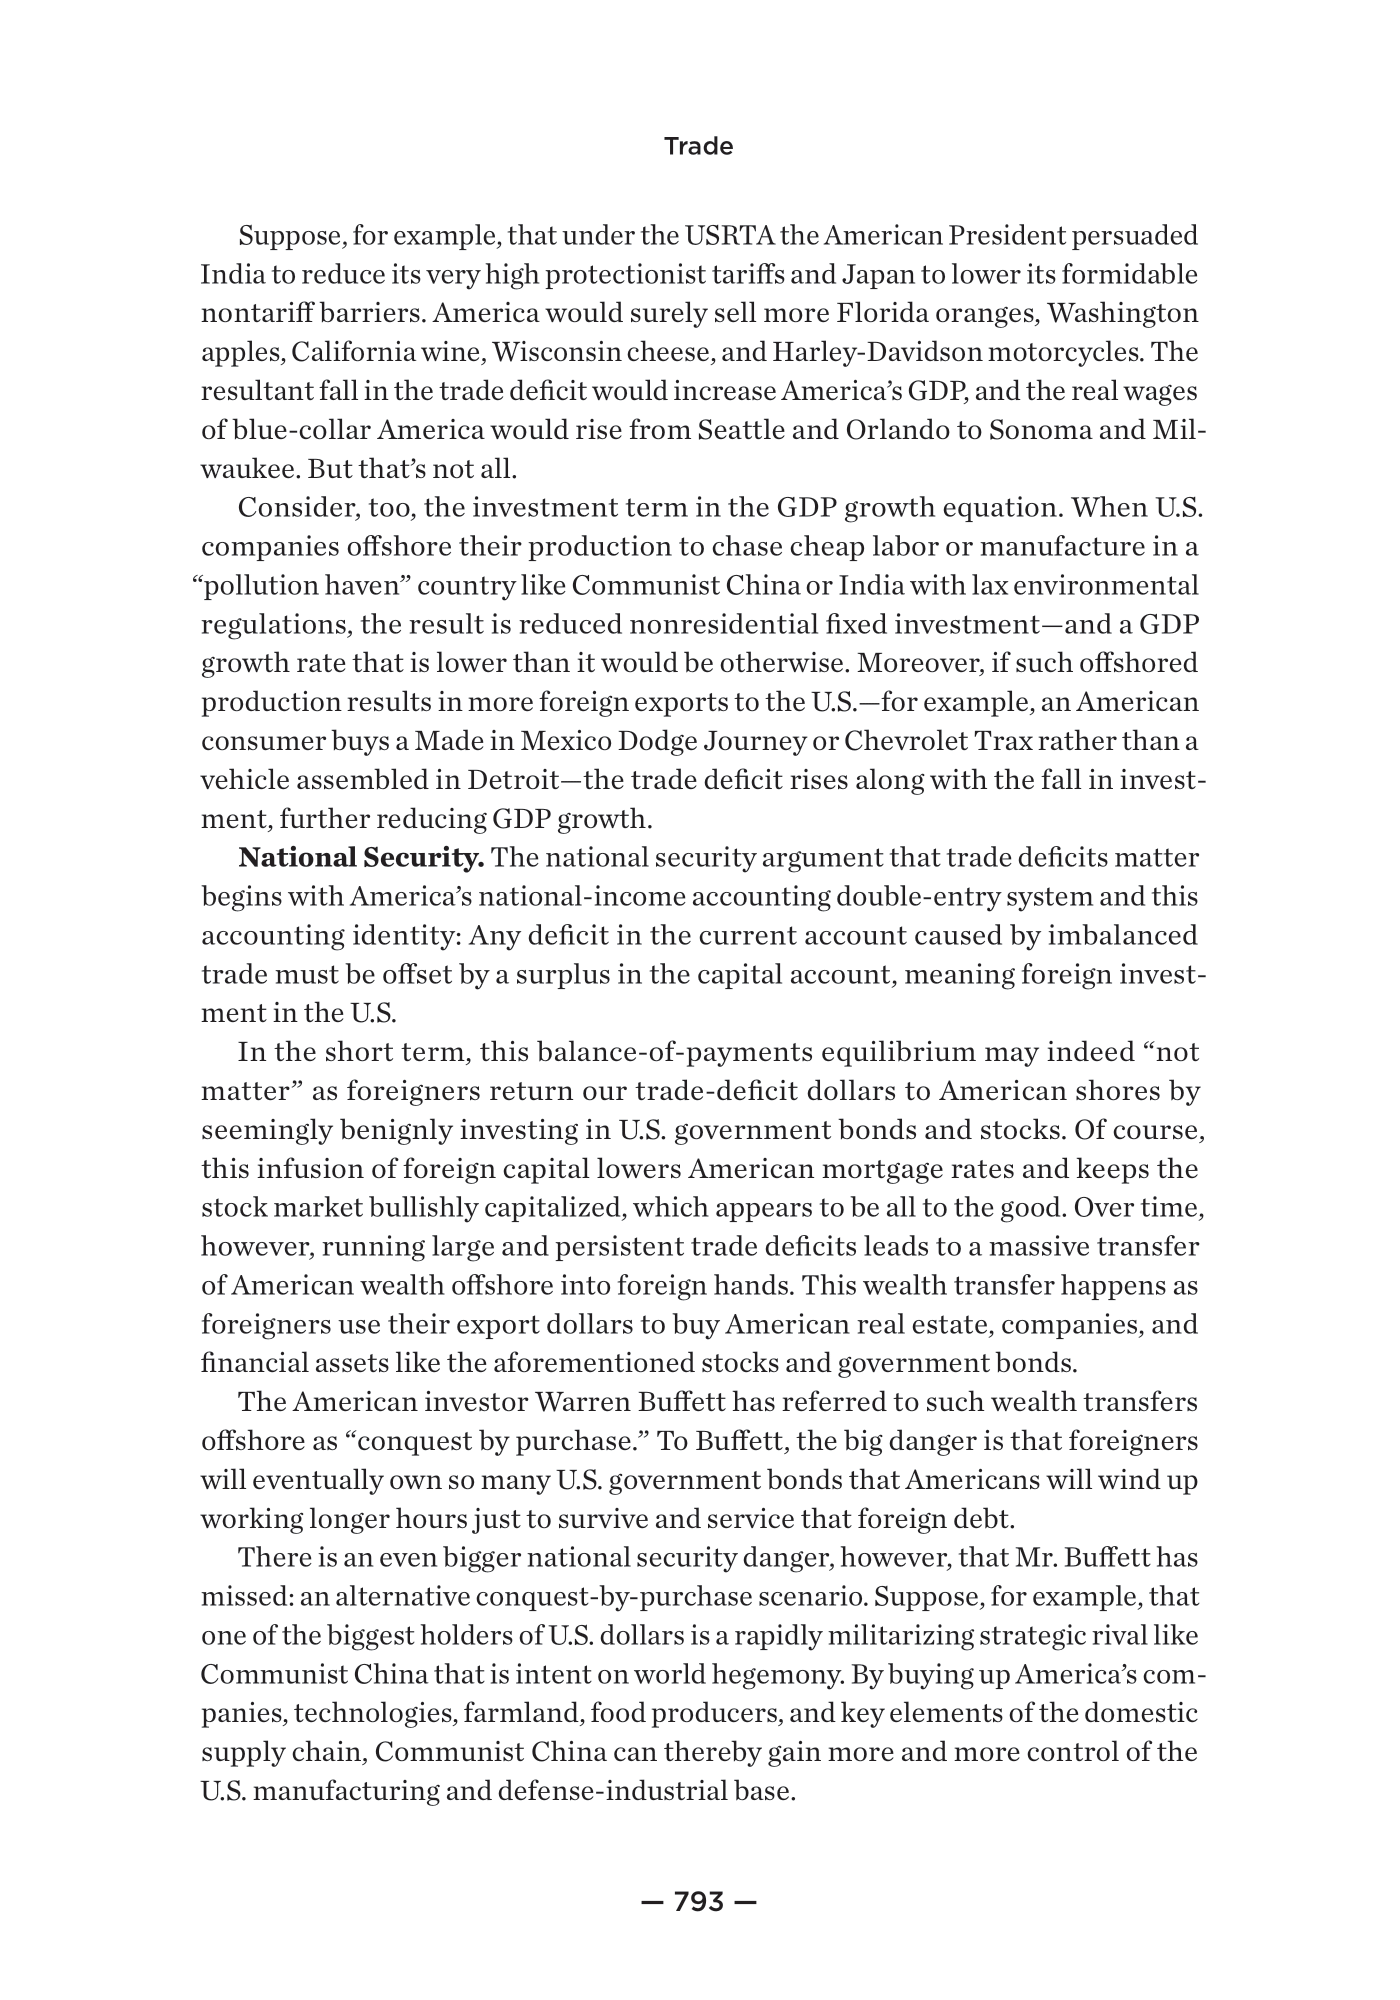 Trade
Suppose, for example, that under the USRTA the American President persuaded
India to reduce its very high protectionist tariffs and Japan to lower its formidable
nontariff barriers. America would surely sell more Florida oranges, Washington
apples, California wine, Wisconsin cheese, and Harley-Davidson motorcycles. The
resultant fall in the trade deficit would increase America’s GDP, and the real wages
of blue-collar America would rise from Seattle and Orlando to Sonoma and Mil-
waukee. But that’s not all.
Consider, too, the investment term in the GDP growth equation. When U.S.
companies offshore their production to chase cheap labor or manufacture in a
“pollution haven” country like Communist China or India with lax environmental
regulations, the result is reduced nonresidential fixed investment—and a GDP
growth rate that is lower than it would be otherwise. Moreover, if such offshored
production results in more foreign exports to the U.S.—for example, an American
consumer buys a Made in Mexico Dodge Journey or Chevrolet Trax rather than a
vehicle assembled in Detroit—the trade deficit rises along with the fall in invest-
ment, further reducing GDP growth.
National Security. The national security argument that trade deficits matter
begins with America’s national-income accounting double-entry system and this
accounting identity: Any deficit in the current account caused by imbalanced
trade must be offset by a surplus in the capital account, meaning foreign invest-
ment in the U.S.
In the short term, this balance-of-payments equilibrium may indeed “not
matter” as foreigners return our trade-deficit dollars to American shores by
seemingly benignly investing in U.S. government bonds and stocks. Of course,
this infusion of foreign capital lowers American mortgage rates and keeps the
stock market bullishly capitalized, which appears to be all to the good. Over time,
however, running large and persistent trade deficits leads to a massive transfer
of American wealth offshore into foreign hands. This wealth transfer happens as
foreigners use their export dollars to buy American real estate, companies, and
financial assets like the aforementioned stocks and government bonds.
The American investor Warren Buffett has referred to such wealth transfers
offshore as “conquest by purchase.” To Buffett, the big danger is that foreigners
will eventually own so many U.S. government bonds that Americans will wind up
working longer hours just to survive and service that foreign debt.
There is an even bigger national security danger, however, that Mr. Buffett has
missed: an alternative conquest-by-purchase scenario. Suppose, for example, that
one of the biggest holders of U.S. dollars is a rapidly militarizing strategic rival like
Communist China that is intent on world hegemony. By buying up America’s com-
panies, technologies, farmland, food producers, and key elements of the domestic
supply chain, Communist China can thereby gain more and more control of the
U.S. manufacturing and defense-industrial base.
— 793 —